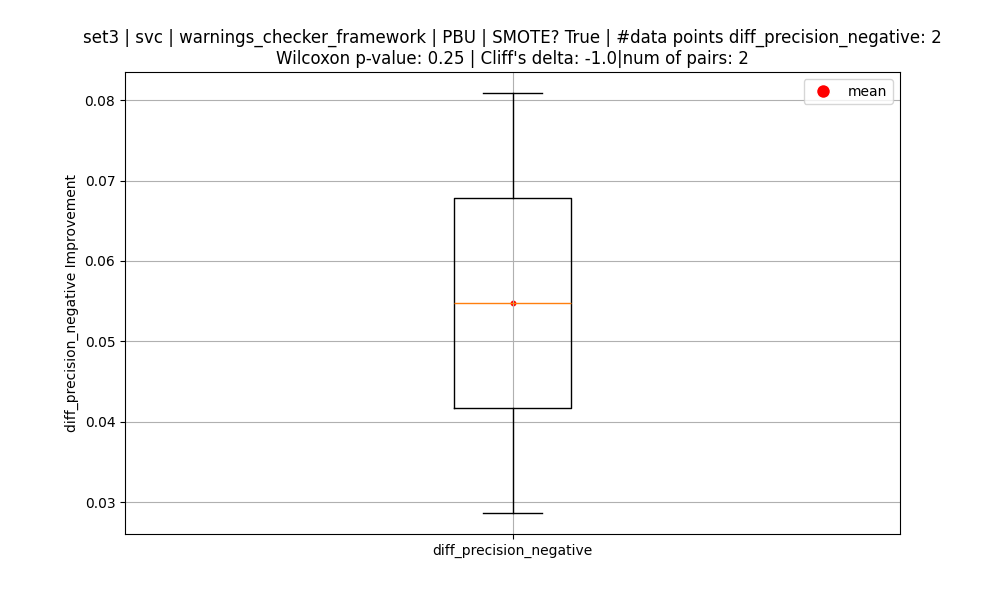 set3 | svc | warnings_checker_framework | PBU | SMOTE? True | #data points diff_precision_negative: 2
Wilcoxon p-value: 0.25 | Cliff's delta: -1.0|num of pairs: 2
mean
diff_precision_negative Improvement
0.08
0.07
0.06
0.05
0.04
0.03
diff_precision_negative